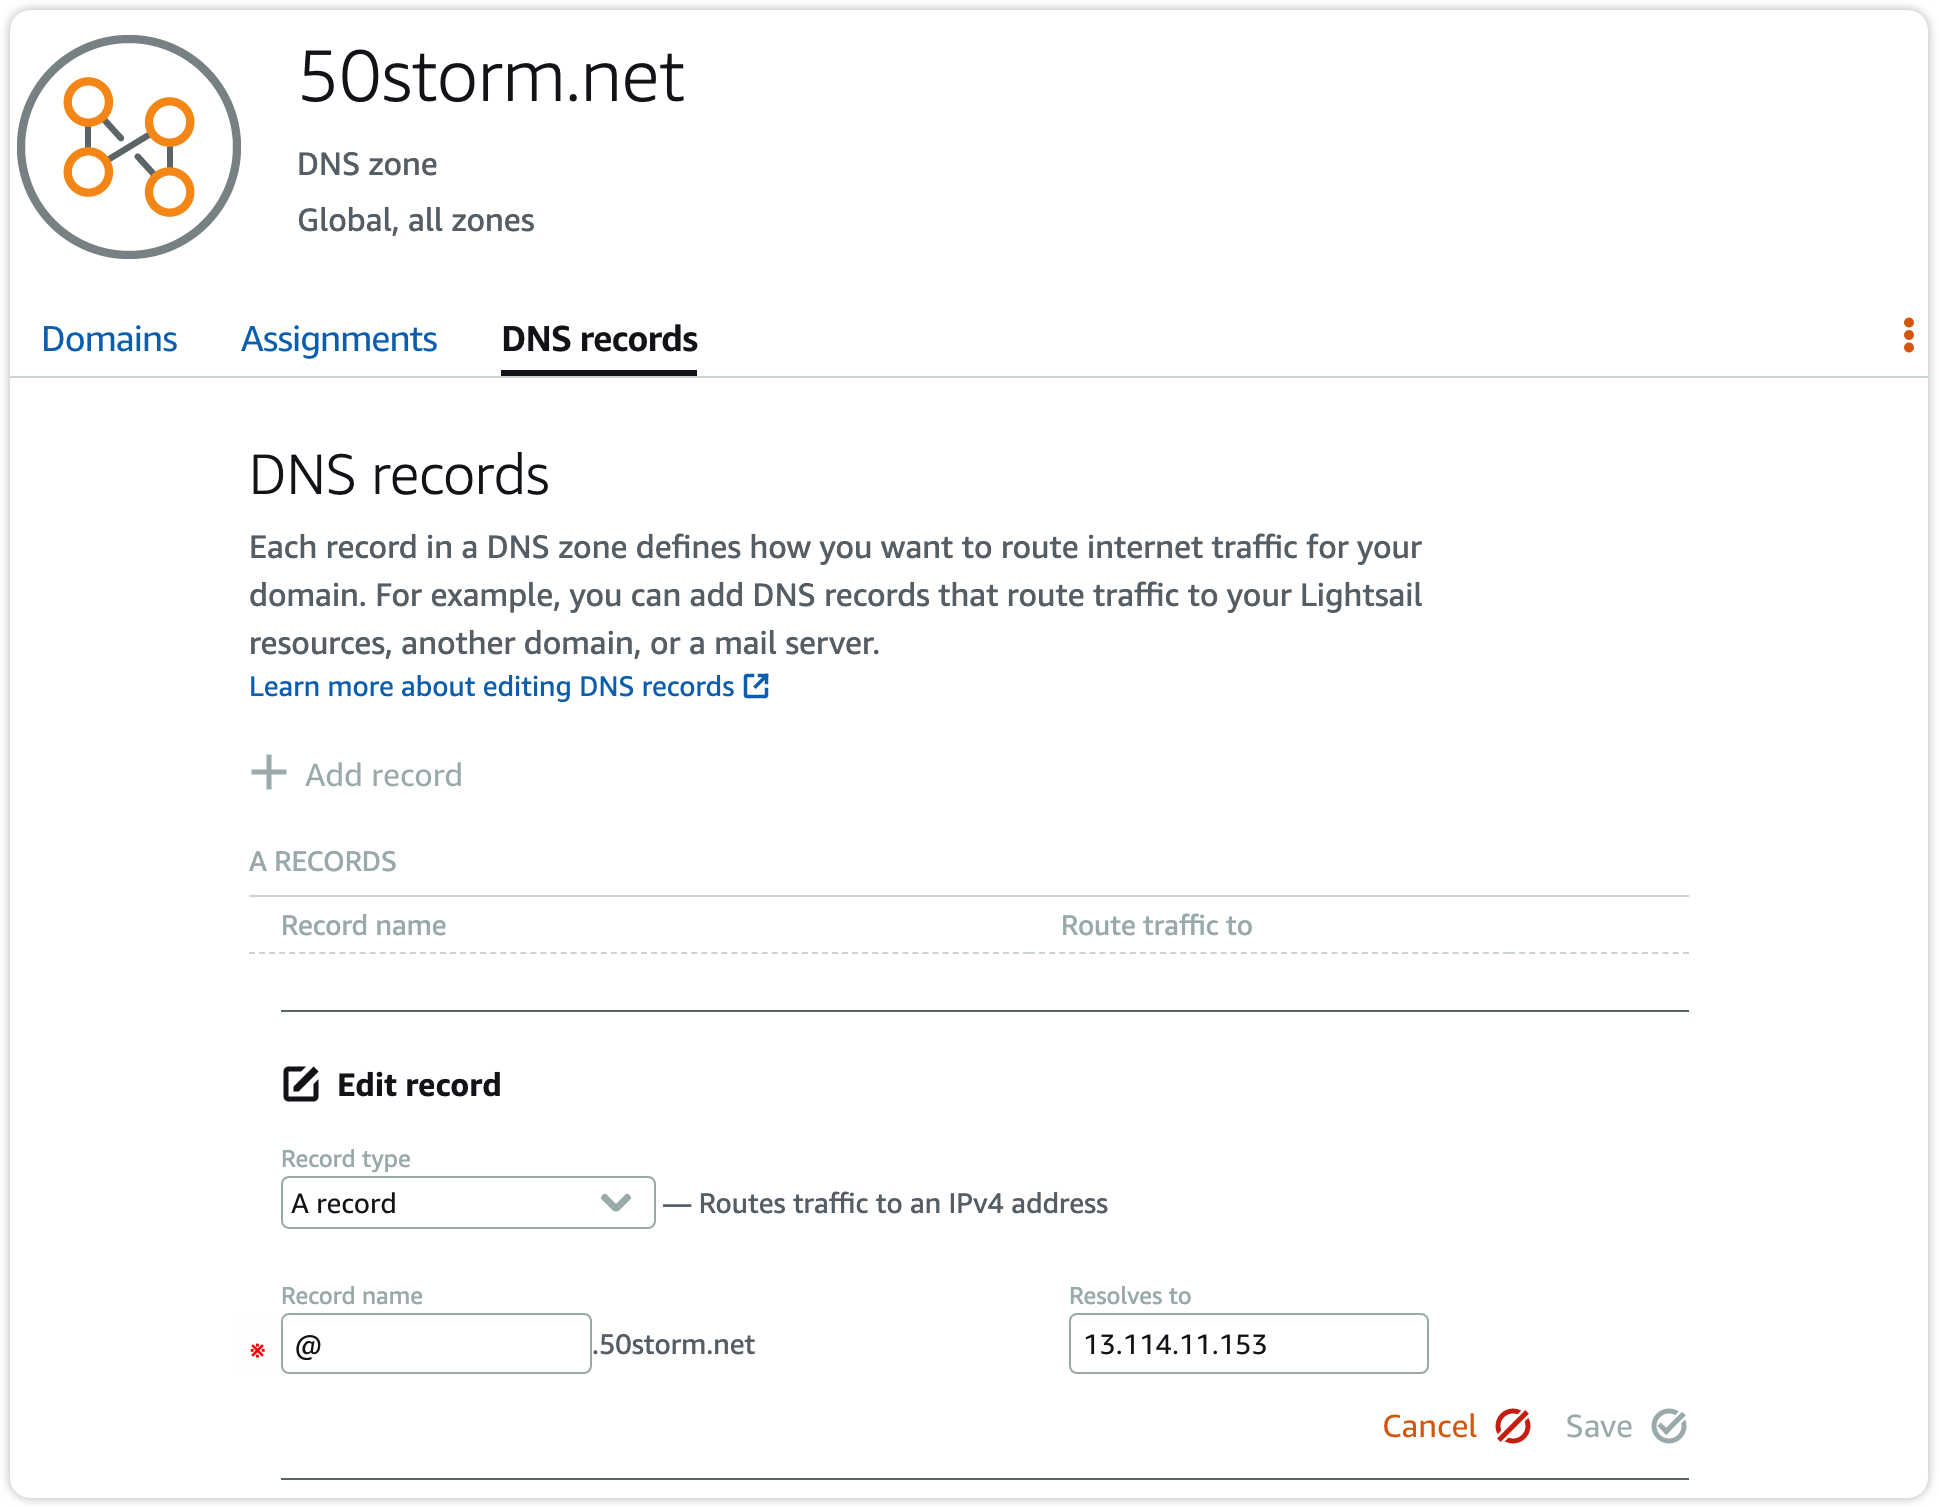 50storm.net
DNS zone
Global, all zones
Domains Assignments DNS records
DNS records
Each record in a DNS zone defines how you want to route internet traffic for your
domain. For example, you can add DNS records that route traffic to your Lightsail
resources, another domain, or a mail server.
Learn more about editing DNS records
Add record
A RECORDS
Record name Route traffic to
Edit record
Record type
A record — Routes traffic to an IPv4 address
Record name Resolves to
※ @ .50storm.net 13.114.11.153
Cancel Save